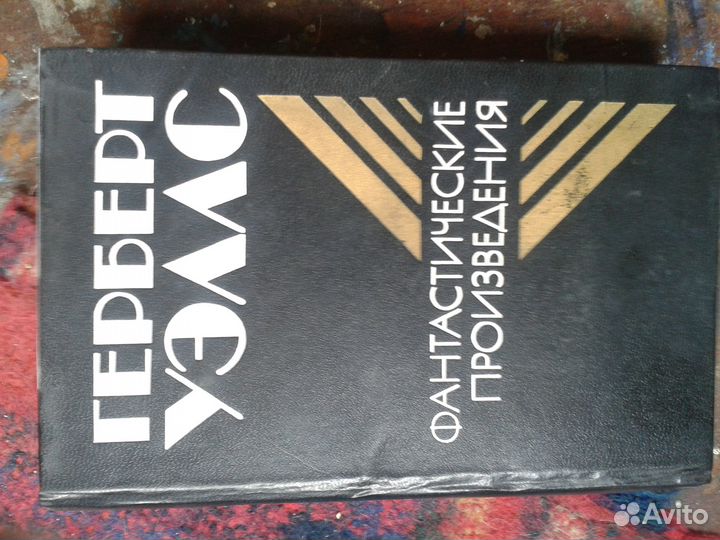 ГЕРБЕРТ
УЭЛЛС
ФАНТАСТИЧЕСКИЕ
ПРОИЗВЕДЕНИЯ
Avito